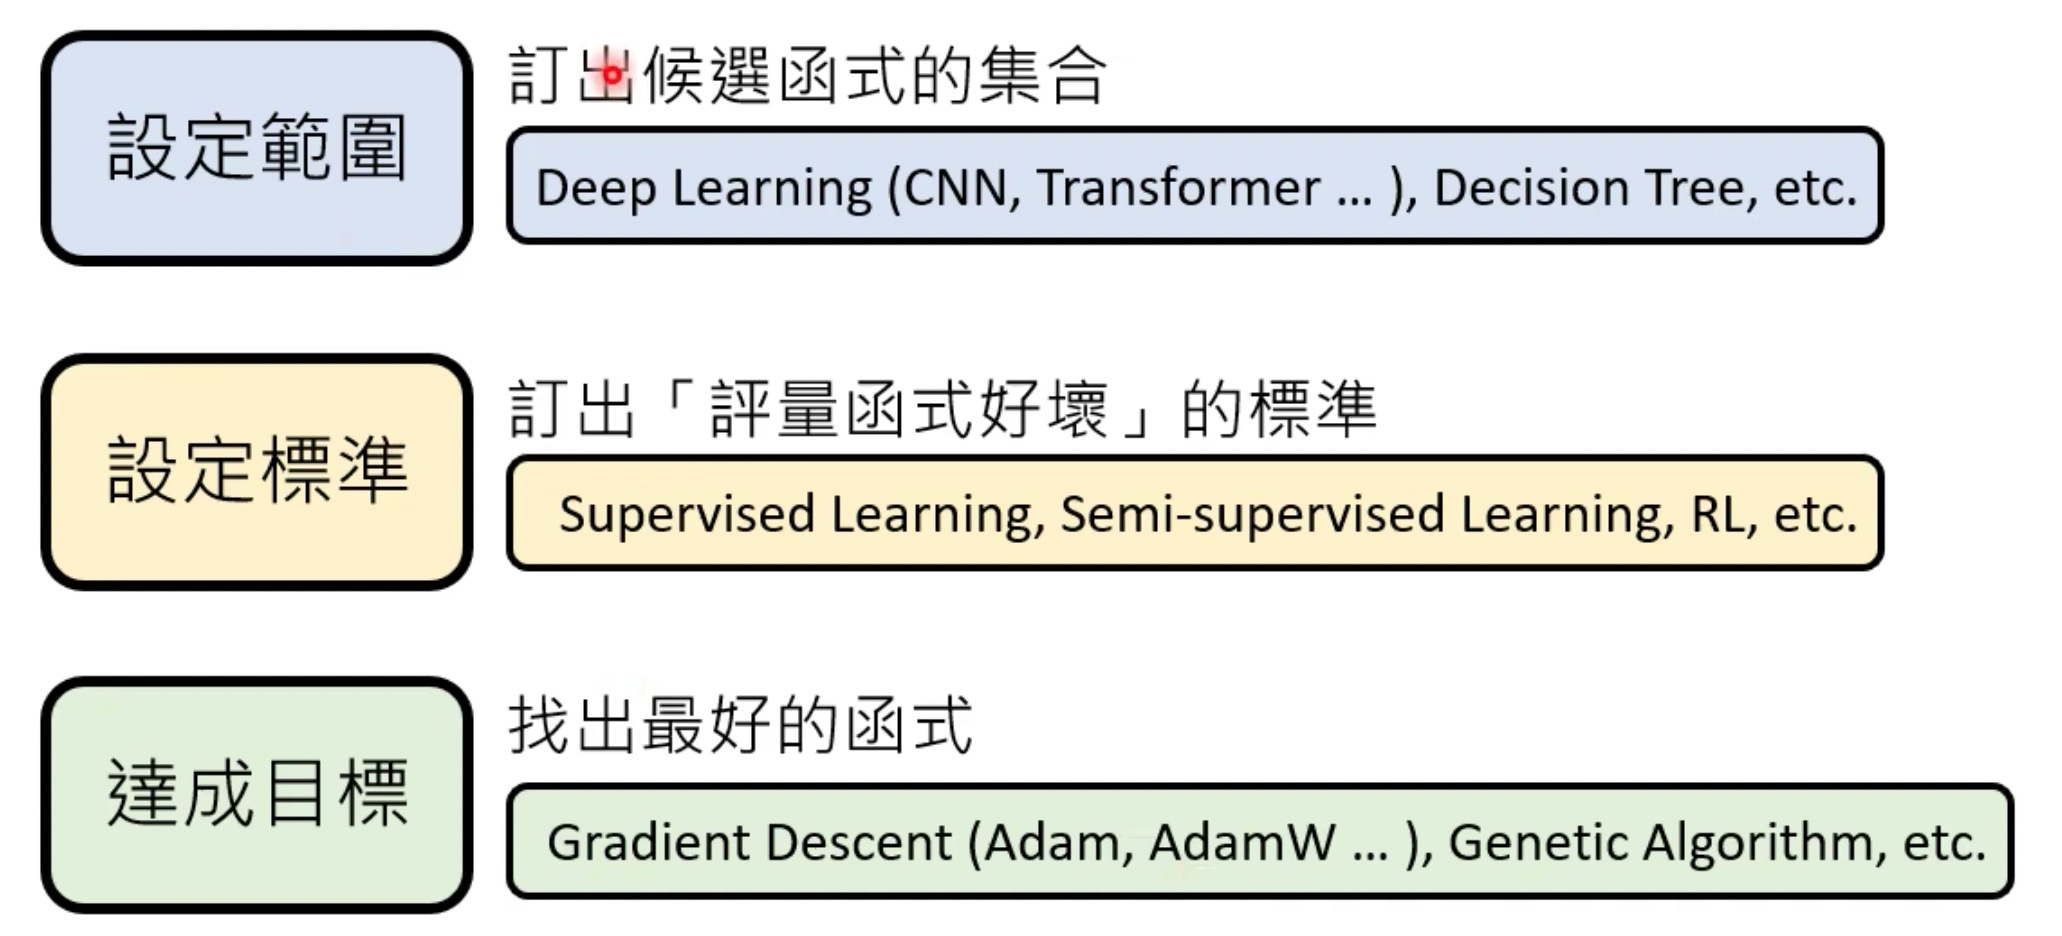 設定範圍
訂出候選函式的集合
Deep Learning (CNN, Transformer ... ), Decision Tree, etc.
設定標準
訂出「評量函式好壞」的標準
Supervised Learning, Semi-supervised Learning, RL, etc.
達成目標
找出最好的函式
Gradient Descent (Adam, AdamW ... ), Genetic Algorithm, etc.